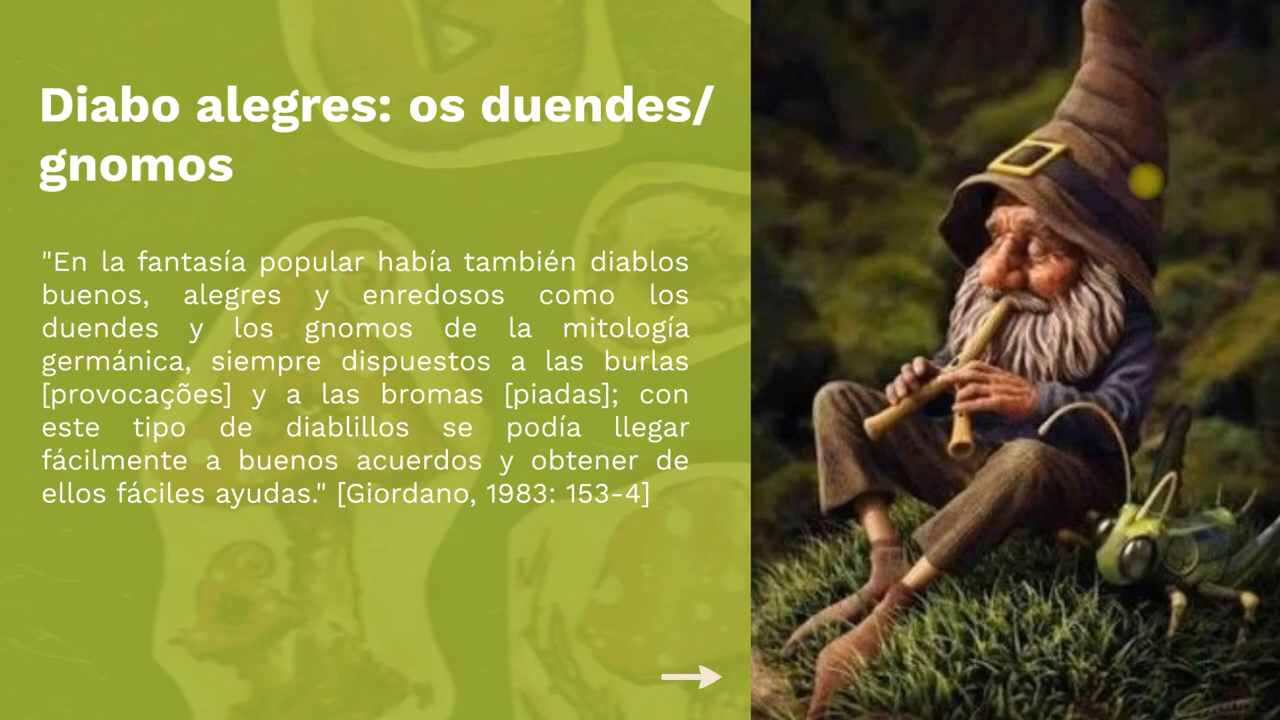 Diabo alegres: os duendes/
gnomos
"En la fantasía popular había también diablos
buenos, alegres y enredosos como los
duendes y los gnomos de la mitología
germánica, siempre dispuestos a las burlas
[provocações] y a las bromas [piadas]; con
este tipo de diablillos se podía llegar
fácilmente a buenos acuerdos y obtener de
ellos fáciles ayudas." [Giordano, 1983: 153-4]